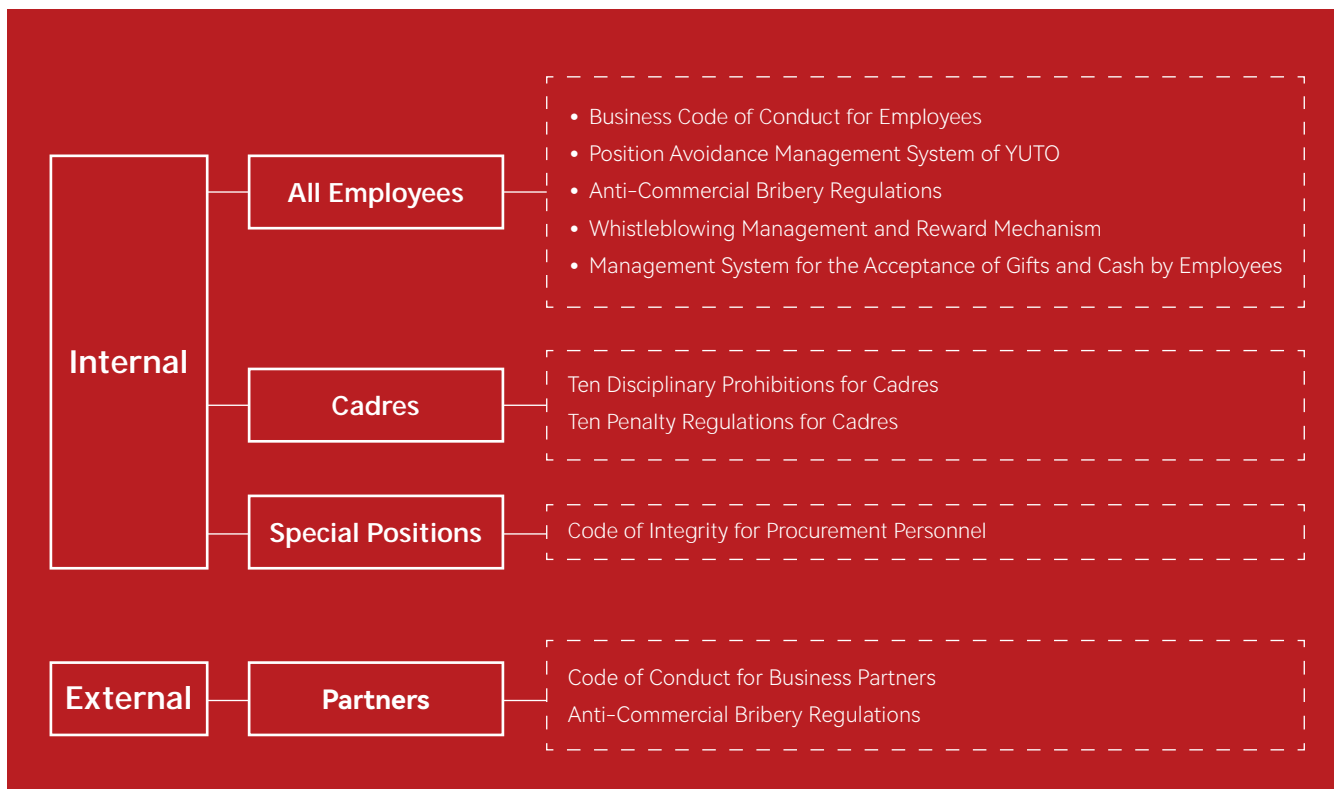 Internal
All Employees
• Business Code of Conduct for Employees
• Position Avoidance Management System of YUTO
• Anti-Commercial Bribery Regulations
• Whistleblowing Management and Reward Mechanism
• Management System for the Acceptance of Gifts and Cash by Employees
Cadres
Ten Disciplinary Prohibitions for Cadres
Ten Penalty Regulations for Cadres
Special Positions
Code of Integrity for Procurement Personnel
External
Partners
Code of Conduct for Business Partners
Anti-Commercial Bribery Regulations